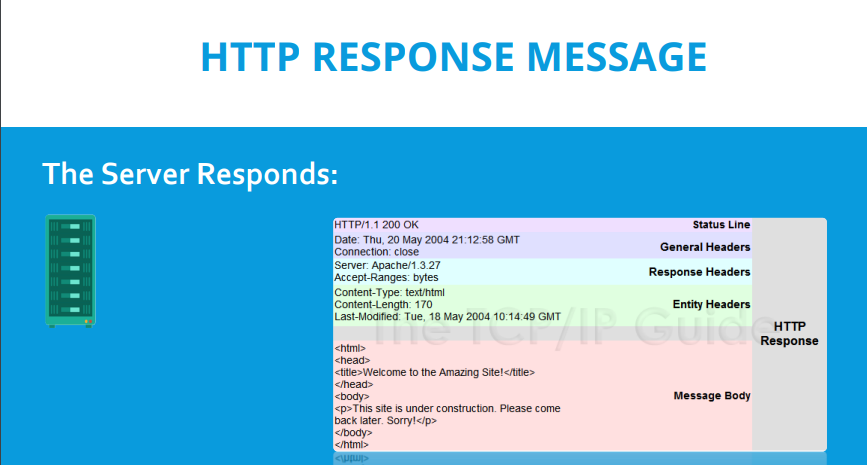 HTTP RESPONSE MESSAGE
The Server Responds:
HTTP/1.1 200 OK
Status Line
Date: Thu, 20 May 2004 21:12:58 GMT
Connection: close
General Headers
Server: Apache/1.3.27
Accept-Ranges: bytes
Response Headers
Content-Type: text/html
Content-Length: 170
Last-Modified: Tue, 18 May 2004 10:14:49 GMT
Entity Headers
The TCP/IP Guide
HTTP
Response
<html>
<head>
<title>Welcome to the Amazing Site!</title>
</head>
<body>
<p>This site is under construction. Please come
back later. Sorry!</p>
</body>
</html>
Message Body
</html>